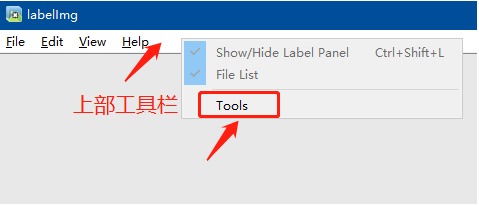 labelImg
File Edit View Help
Show/Hide Label Panel Ctrl+Shift+L
File List
上部工具栏
Tools